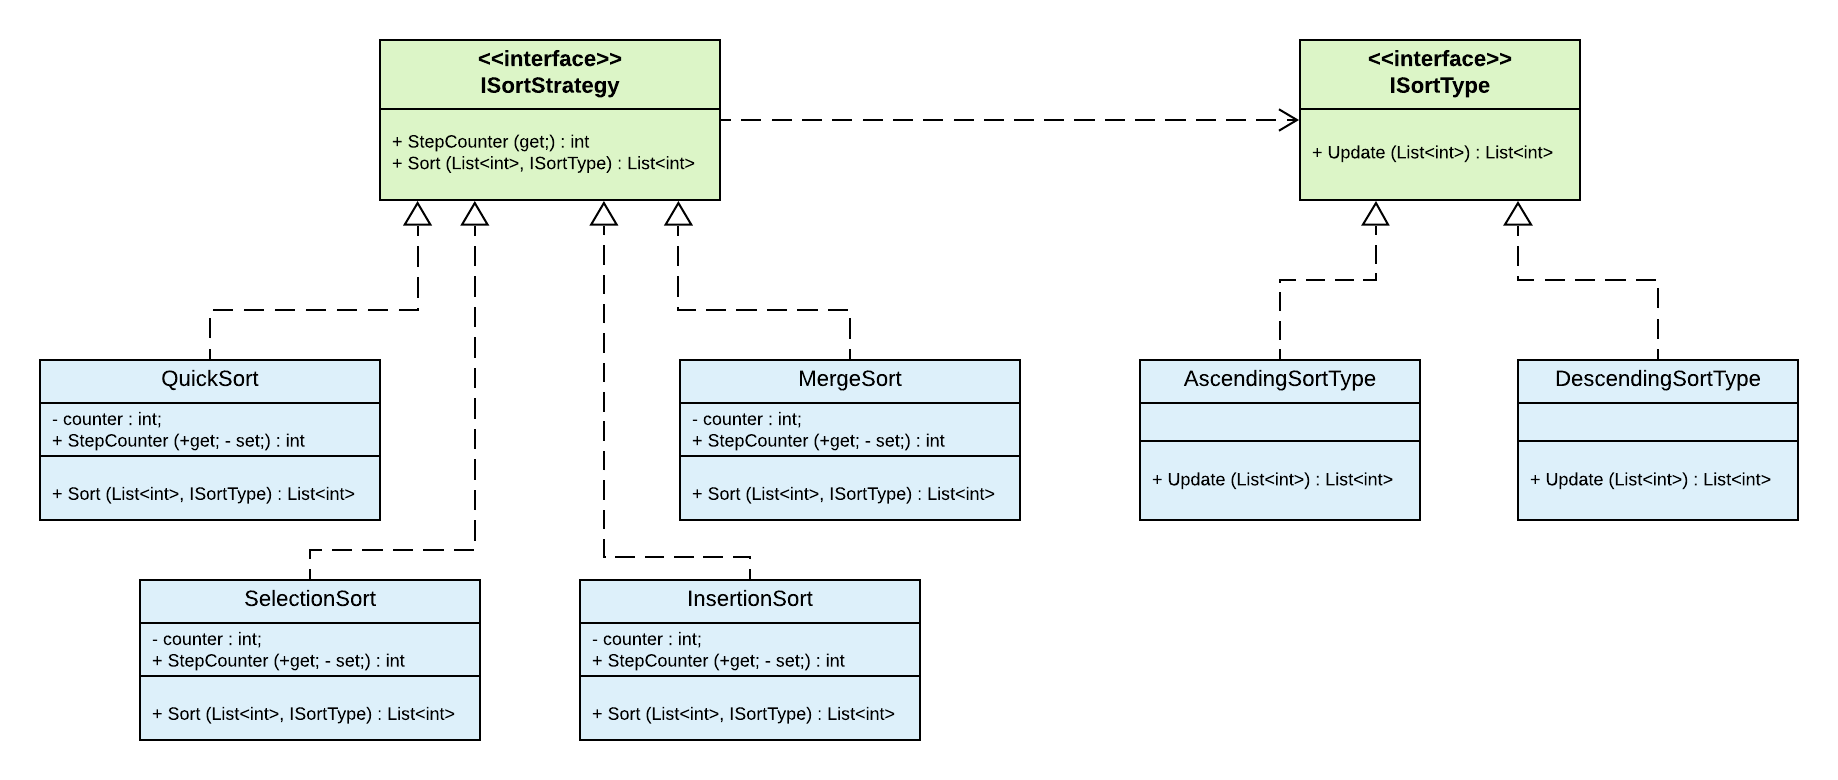 <<interface>>
ISortStrategy
+ StepCounter (get;) : int
+ Sort (List<int>, ISortType) : List<int>
<<interface>>
ISortType
+ Update (List<int>) : List<int>
QuickSort
- counter : int;
+ StepCounter (+get; - set;) : int
+ Sort (List<int>, ISortType) : List<int>
MergeSort
- counter : int;
+ StepCounter (+get; - set;) : int
+ Sort (List<int>, ISortType) : List<int>
AscendingSortType
+ Update (List<int>) : List<int>
DescendingSortType
+ Update (List<int>) : List<int>
SelectionSort
- counter : int;
+ StepCounter (+get; - set;) : int
+ Sort (List<int>, ISortType) : List<int>
InsertionSort
- counter : int;
+ StepCounter (+get; - set;) : int
+ Sort (List<int>, ISortType) : List<int>